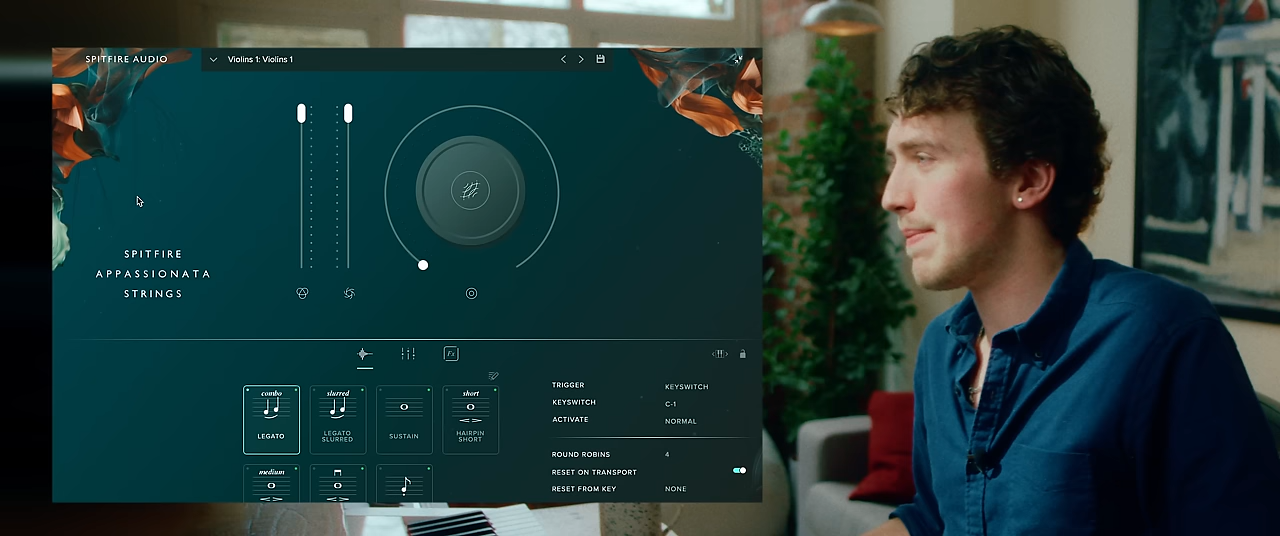 SPITFIRE AUDIO
Violins 1: Violins 1
SPITFIRE
APPASSIONATA
STRINGS
Fx
combo
LEGATO
slurred
LEGATO
SLURRED
SUSTAIN
short
HAIRPIN
SHORT
medium
TRIGGER KEYSWITCH
KEYSWITCH C-1
ACTIVATE NORMAL
ROUND ROBINS 4
RESET ON TRANSPORT
RESET FROM KEY NONE